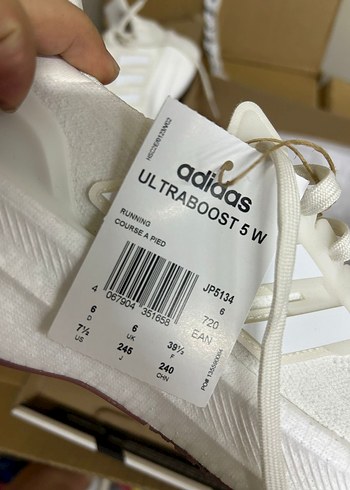 adidas
ULTRABOOST 5 W
RUNNING
COURSE A PIED
JP5134
4 067904 351658
6
720
EAN
6 D
6 UK
39⅓ F
7½ US
245 J
240 CHN